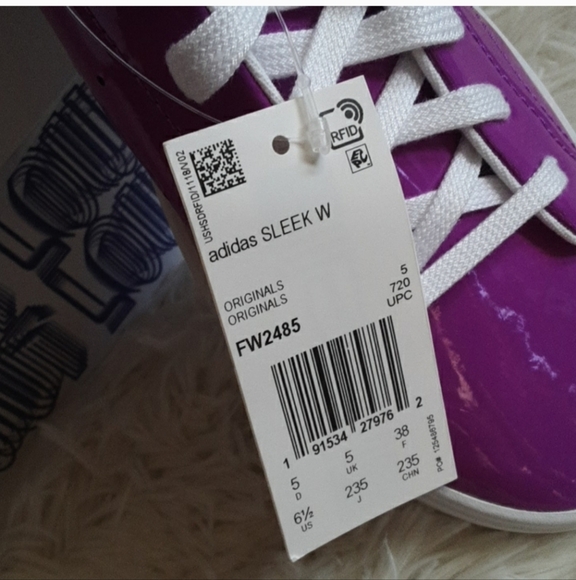 RFID
USHSDRFID/1118/V02
adidas SLEEK W
ORIGINALS
ORIGINALS
5
720
UPC
FW2485
1 91534 27976 2
5
D
5
UK
38
F
6½
US
235
J
235
CHN